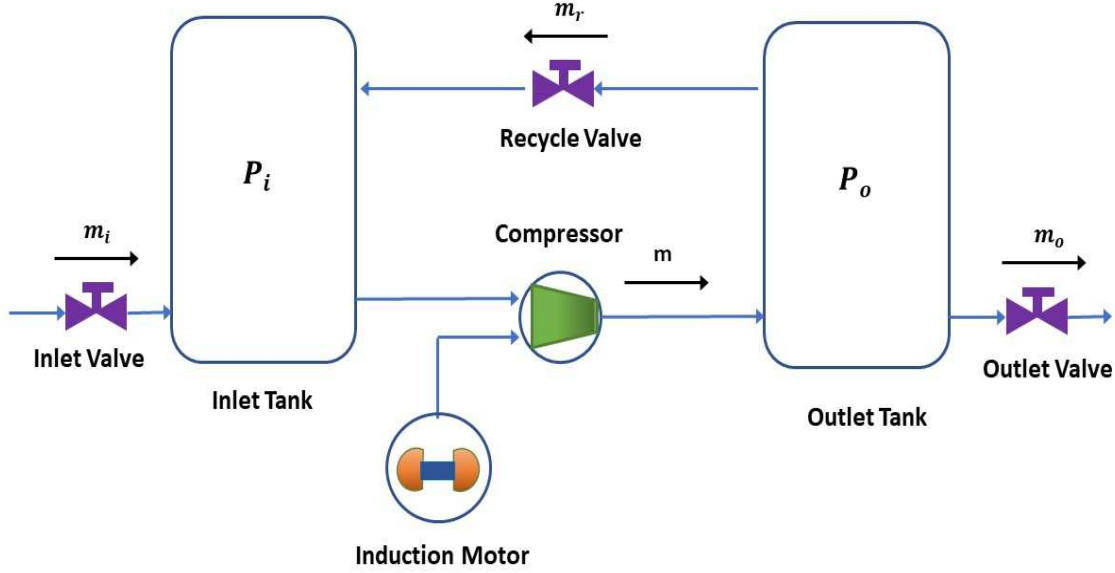 m_r
Recycle Valve
P_i
P_o
m_i
Compressor
m
m_o
Inlet Valve
Inlet Tank
Outlet Tank
Outlet Valve
Induction Motor